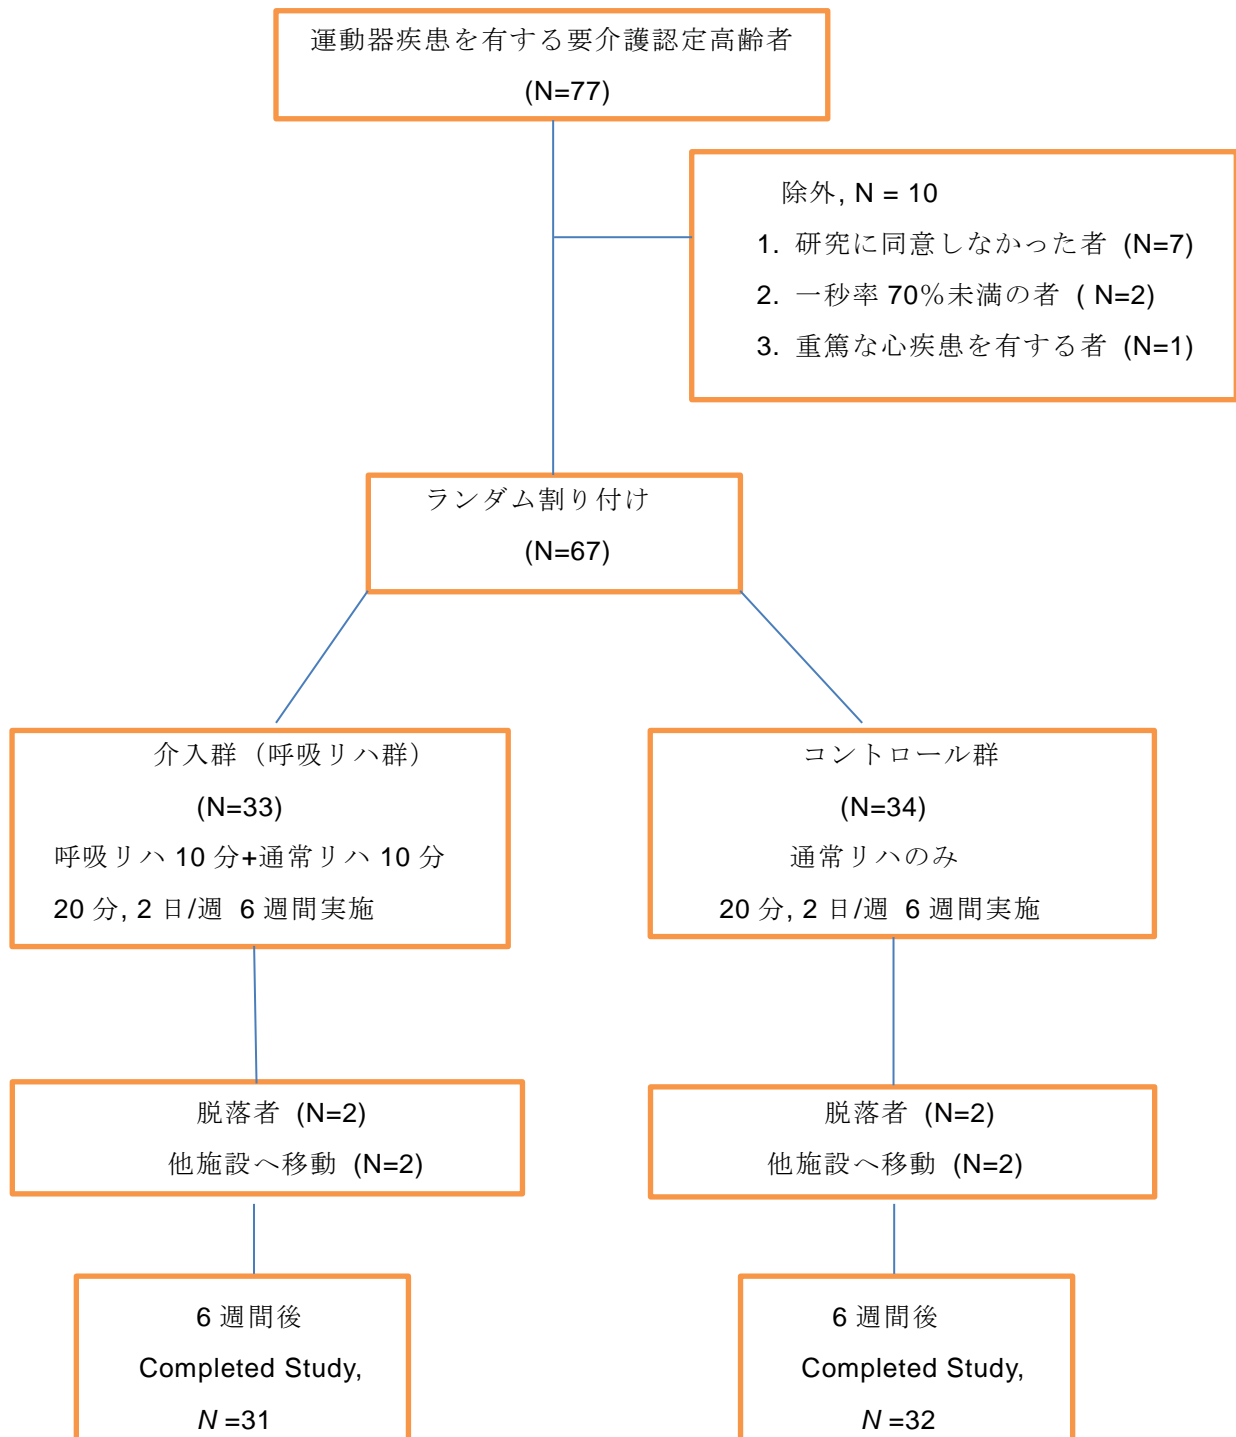 運動器疾患を有する要介護認定高齢者
(N=77)
除外, N = 10
1. 研究に同意しなかった者 (N=7)
2. 一秒率 70%未満の者 ( N=2)
3. 重篤な心疾患を有する者 (N=1)
ランダム割り付け
(N=67)
介入群（呼吸リハ群）
(N=33)
呼吸リハ 10 分+通常リハ 10 分
20 分, 2 日/週 6 週間実施
コントロール群
(N=34)
通常リハのみ
20 分, 2 日/週 6 週間実施
脱落者 (N=2)
他施設へ移動 (N=2)
脱落者 (N=2)
他施設へ移動 (N=2)
6 週間後
Completed Study,
N =31
6 週間後
Completed Study,
N =32